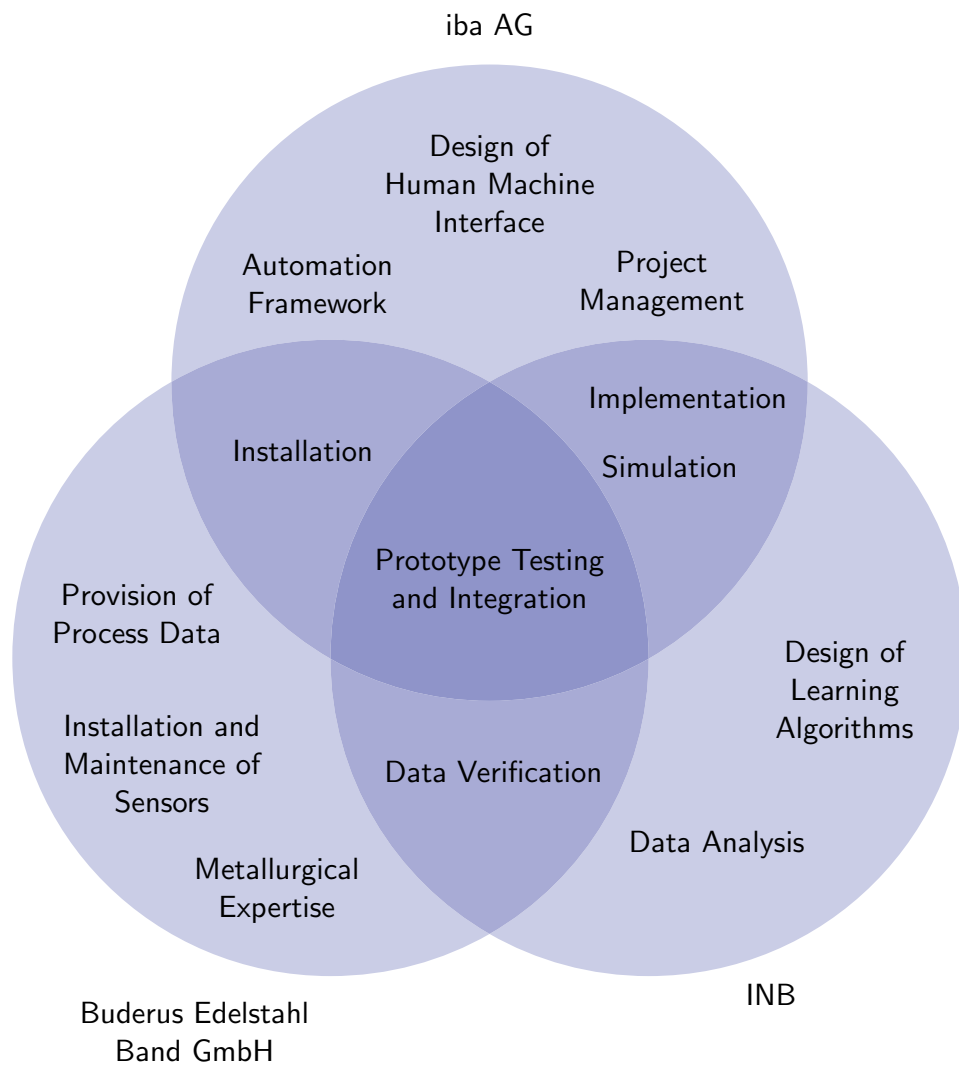 iba AG
Design of
Human Machine
Interface
Automation
Framework
Project
Management
Implementation
Installation
Simulation
Prototype Testing
and Integration
Provision of
Process Data
Design of
Learning
Algorithms
Installation and
Maintenance of
Sensors
Data Verification
Data Analysis
Metallurgical
Expertise
INB
Buderus Edelstahl
Band GmbH